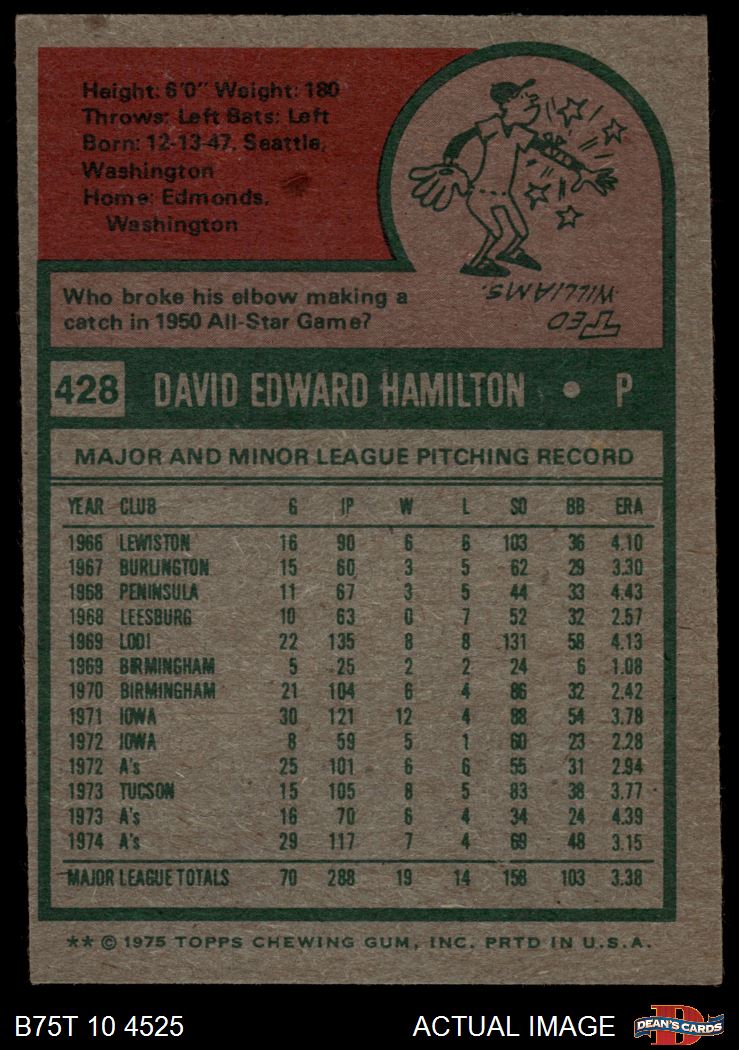 Height: 6'0" Weight: 180
Throws: Left Bats: Left
Born: 12-13-47, Seattle,
Washington
Home: Edmonds,
Washington
Who broke his elbow making a
catch in 1950 All-Star Game?
TED
WILLIAMS.
428 DAVID EDWARD HAMILTON • P
MAJOR AND MINOR LEAGUE PITCHING RECORD
YEAR CLUB G IP W L SO BB ERA
1966 LEWISTON 16 90 6 6 103 36 4.10
1967 BURLINGTON 15 60 3 5 62 29 3.30
1968 PENINSULA 11 67 3 5 44 33 4.43
1968 LEESBURG 10 63 0 7 52 32 2.57
1969 LODI 22 135 8 8 131 58 4.13
1969 BIRMINGHAM 5 25 2 2 24 6 1.08
1970 BIRMINGHAM 21 104 6 4 86 32 2.42
1971 IOWA 30 121 12 4 88 54 3.78
1972 IOWA 8 59 5 1 60 23 2.28
1972 A's 25 101 6 6 55 31 2.94
1973 TUCSON 15 105 8 5 83 38 3.77
1973 A's 16 70 6 4 34 24 4.39
1974 A's 29 117 7 4 69 48 3.15
MAJOR LEAGUE TOTALS 70 288 19 14 158 103 3.38
** © 1975 TOPPS CHEWING GUM, INC. PRTD IN U.S.A.
B75T 10 4525 ACTUAL IMAGE D DEAN'S CARDS